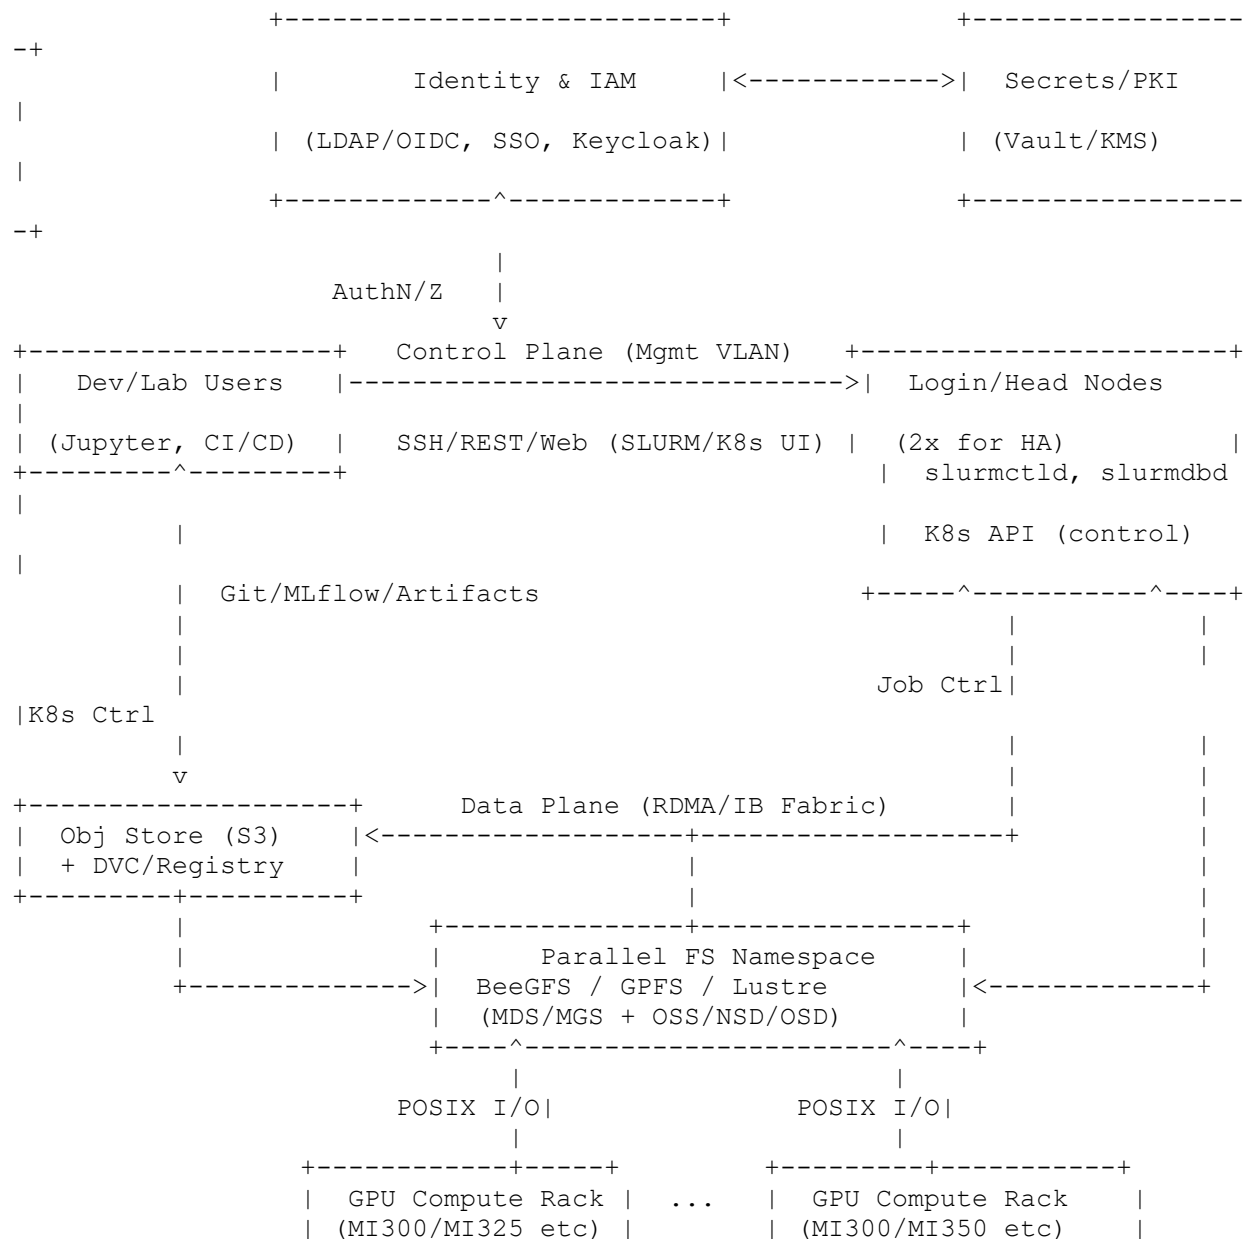 Identity & IAM |<------------>| Secrets/PKI |
| (LDAP/OIDC, SSO, Keycloak)| | (Vault/KMS) |
AuthN/Z |
v
+-------------------+ Control Plane (Mgmt VLAN) +-----------------------+
| Dev/Lab Users |------------------------------->| Login/Head Nodes |
| (Jupyter, CI/CD) | SSH/REST/Web (SLURM/K8s UI) | (2x for HA) |
+---------^---------+ | slurmctld, slurmdbd |
| | K8s API (control) |
| Git/MLflow/Artifacts +-----^-----------^----+
| Job Ctrl|
|K8s Ctrl
v
+--------------------+ Data Plane (RDMA/IB Fabric) | |
| Obj Store (S3) |<-------------------+-------------------+ |
| + DVC/Registry | | |
| | Parallel FS Namespace | |
+-------------->| BeeGFS / GPFS / Lustre |<-------------+
| (MDS/MGS + OSS/NSD/OSD) |
POSIX I/O| POSIX I/O|
| GPU Compute Rack | ... | GPU Compute Rack |
| (MI300/MI325 etc) | | (MI300/MI350 etc) |